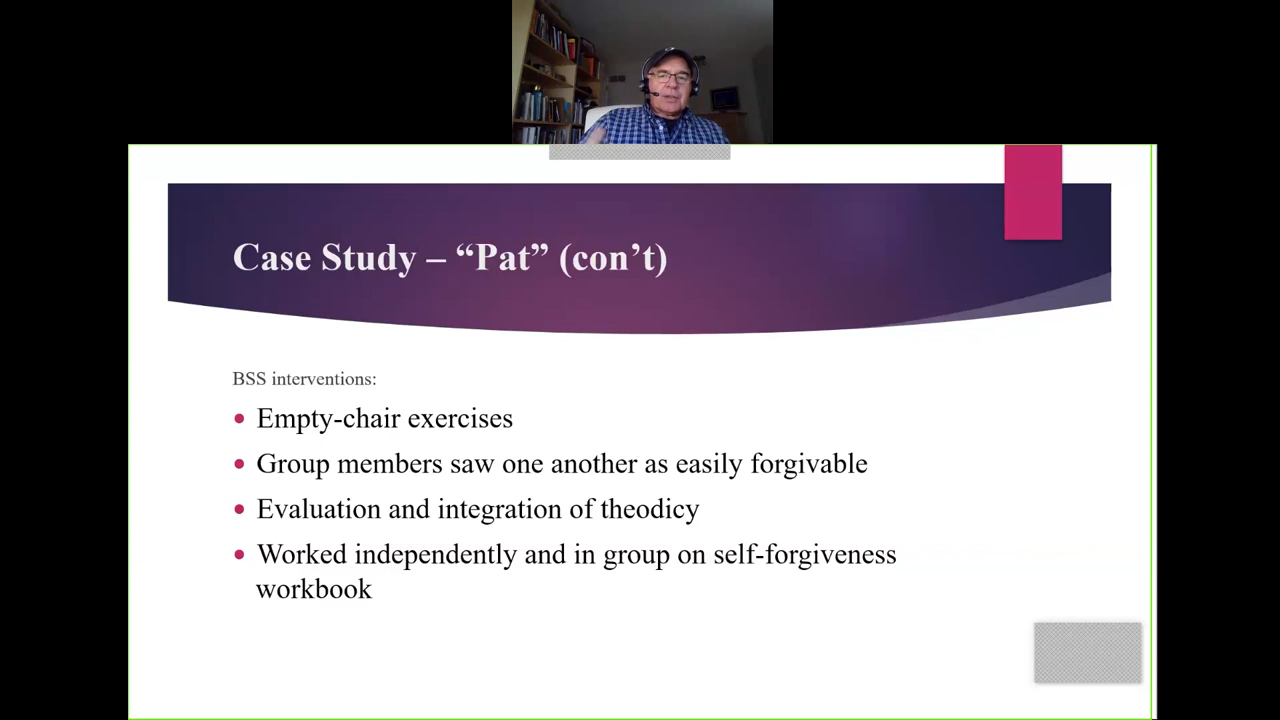 Case Study – “Pat” (con’t)
BSS interventions:
• Empty-chair exercises
• Group members saw one another as easily forgivable
• Evaluation and integration of theodicy
• Worked independently and in group on self-forgiveness
workbook